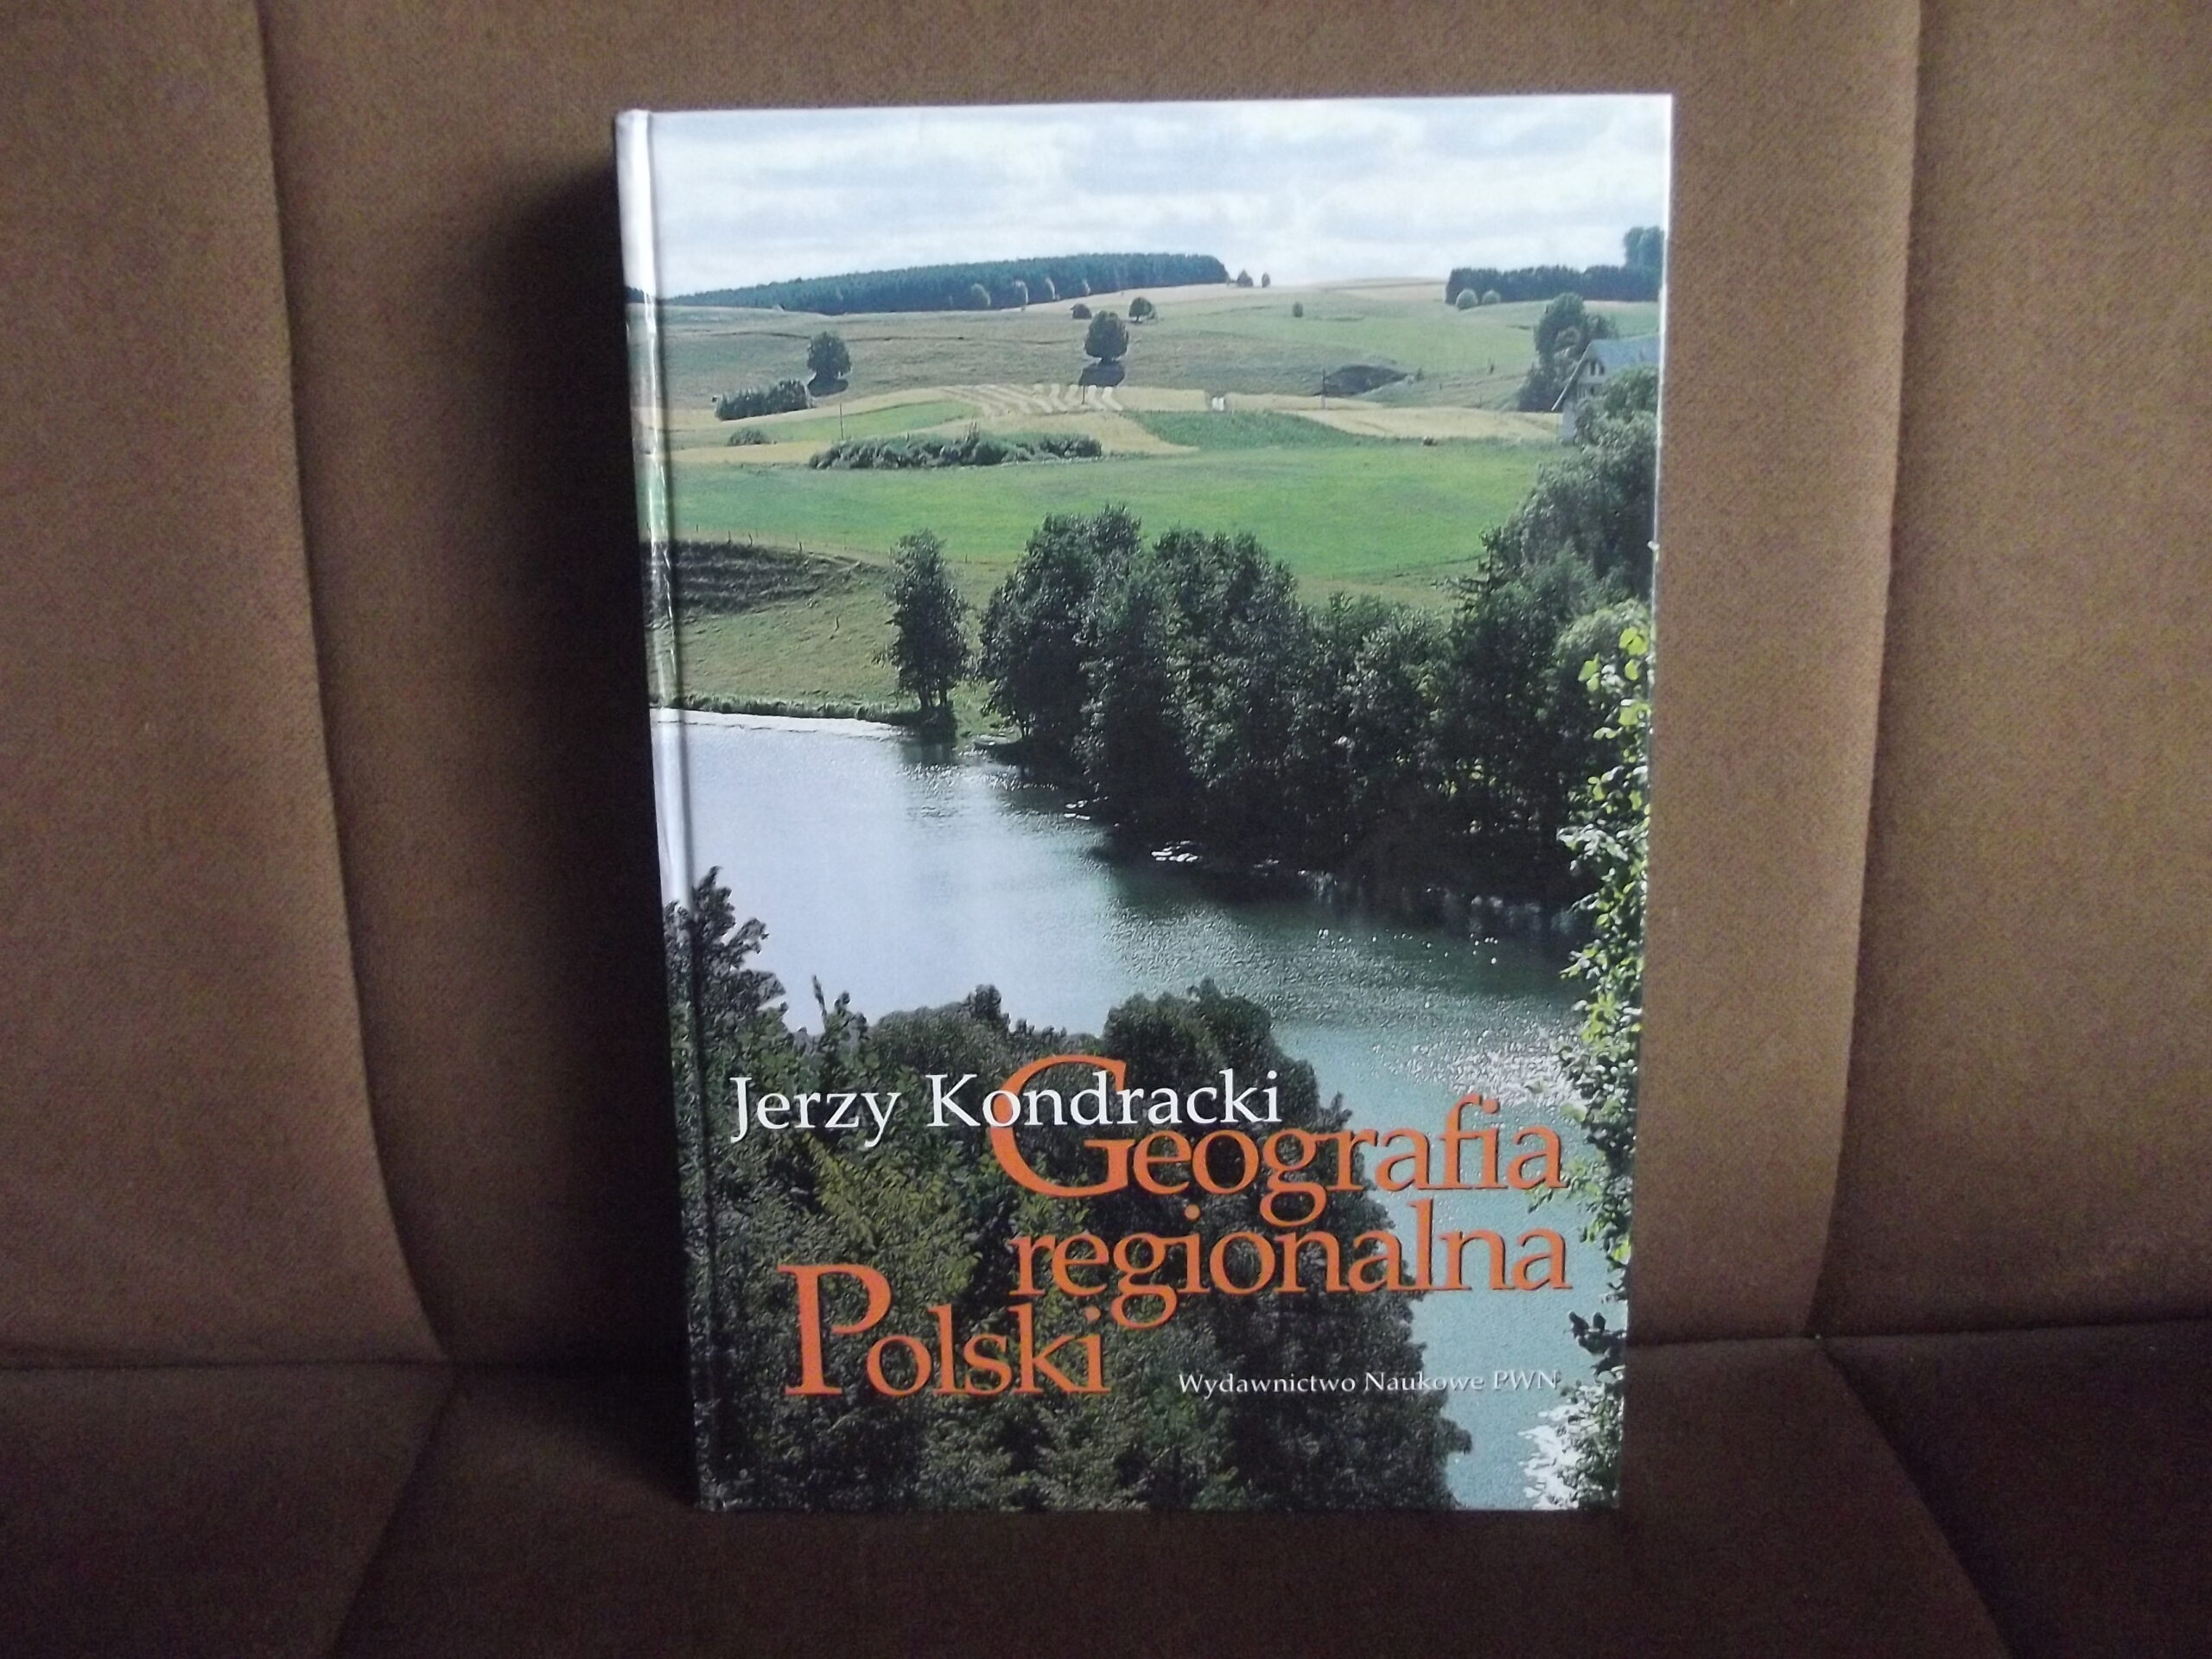 Jerzy Kondracki
Geografia
regionalna
Polski
Wydawnictwo Naukowe PWN